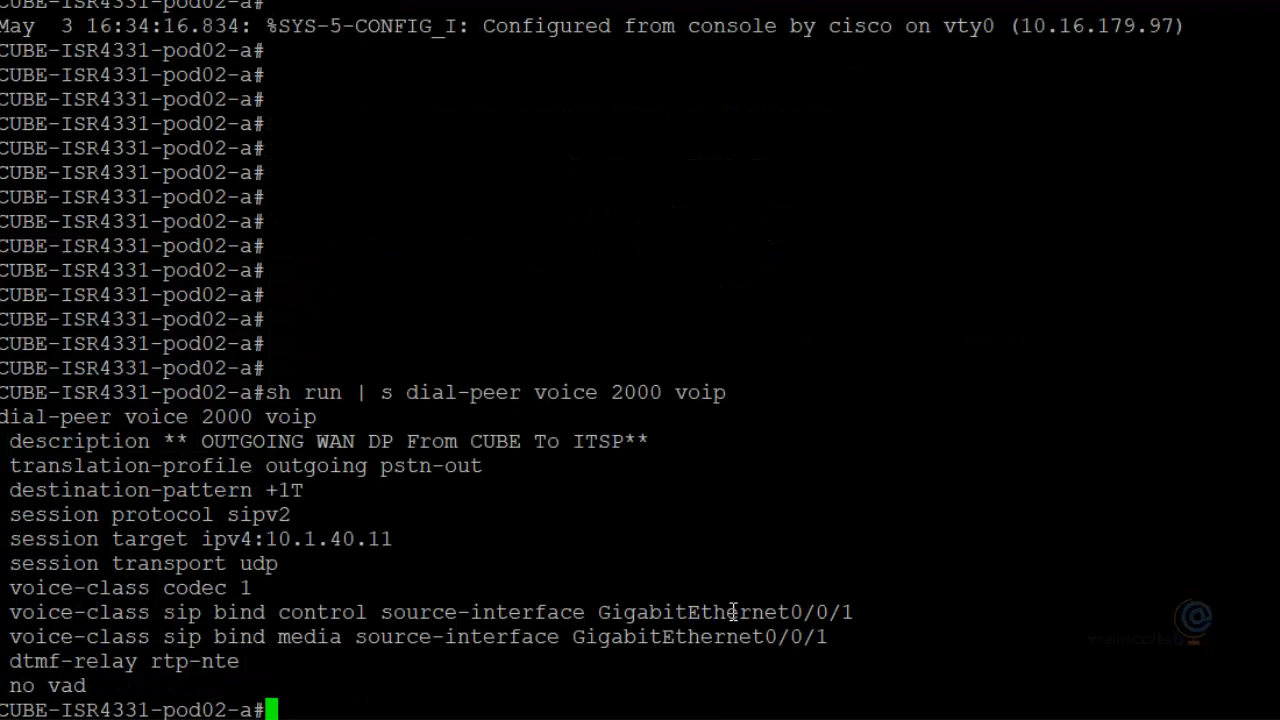 CUBE-ISR4331-pod02-a#
May  3 16:34:16.834: %SYS-5-CONFIG_I: Configured from console by cisco on vty0 (10.16.179.97)
CUBE-ISR4331-pod02-a#
CUBE-ISR4331-pod02-a#
CUBE-ISR4331-pod02-a#
CUBE-ISR4331-pod02-a#
CUBE-ISR4331-pod02-a#
CUBE-ISR4331-pod02-a#
CUBE-ISR4331-pod02-a#
CUBE-ISR4331-pod02-a#
CUBE-ISR4331-pod02-a#
CUBE-ISR4331-pod02-a#
CUBE-ISR4331-pod02-a#
CUBE-ISR4331-pod02-a#
CUBE-ISR4331-pod02-a#
CUBE-ISR4331-pod02-a#
CUBE-ISR4331-pod02-a#sh run | s dial-peer voice 2000 voip
dial-peer voice 2000 voip
 description ** OUTGOING WAN DP From CUBE To ITSP**
 translation-profile outgoing pstn-out
 destination-pattern +1T
 session protocol sipv2
 session target ipv4:10.1.40.11
 session transport udp
 voice-class codec 1
 voice-class sip bind control source-interface GigabitEthernet0/0/1
 voice-class sip bind media source-interface GigabitEthernet0/0/1
 dtmf-relay rtp-nte
 no vad
CUBE-ISR4331-pod02-a#